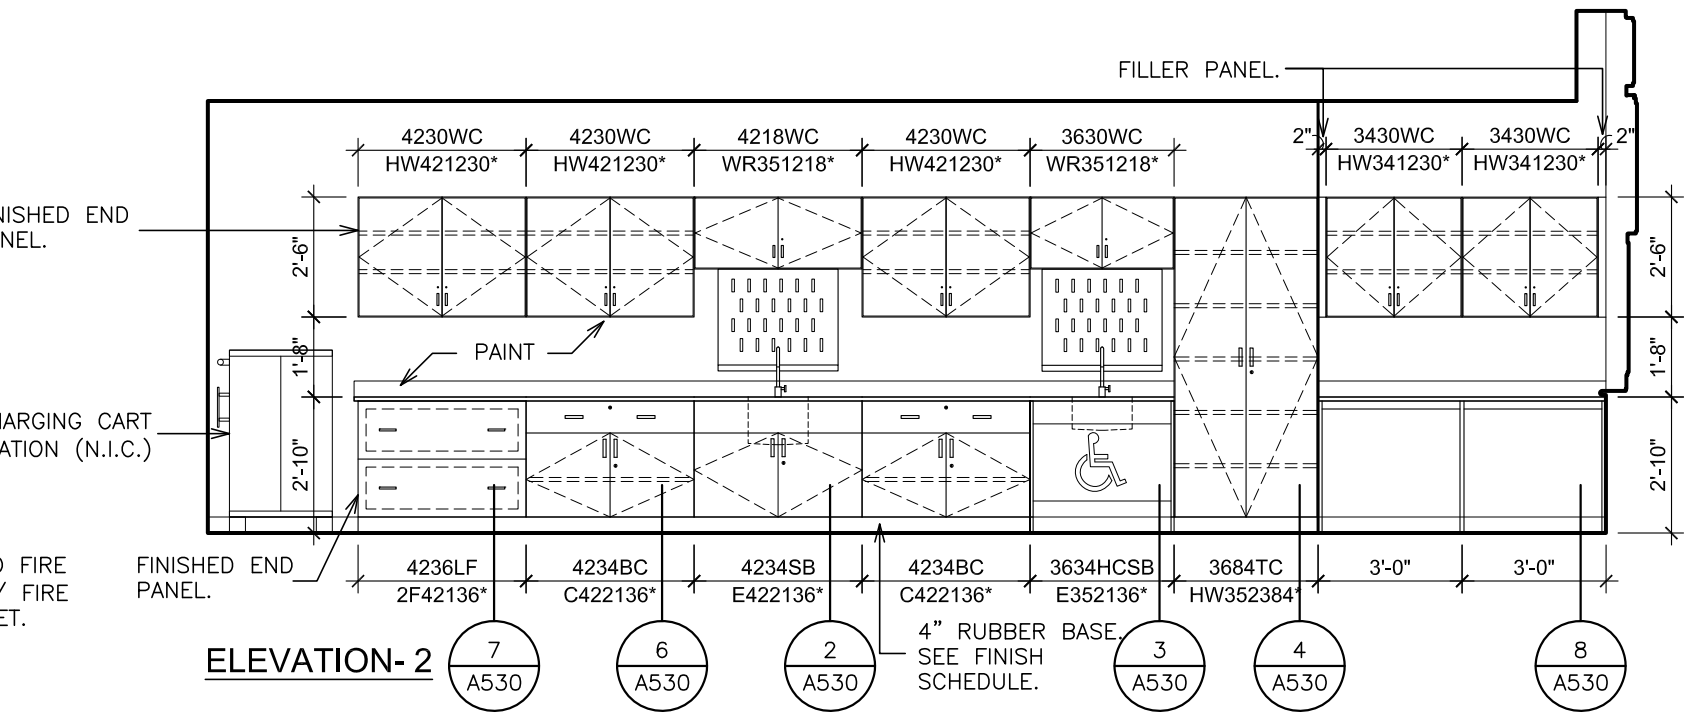 FILLER PANEL.
4230WC
HW421230*
4230WC
HW421230*
4218WC
WR351218*
4230WC
HW421230*
3630WC
WR351218*
2"
3430WC
HW341230*
3430WC
HW341230*
2"
NISHED END
NEL.
2'-6"
1'-8"
2'-10"
PAINT
2'-6"
1'-8"
2'-10"
HARGING CART
ATION (N.I.C.)
FIRE
FIRE
ET.
FINISHED END
PANEL.
4236LF
2F42136*
4234BC
C422136*
4234SB
E422136*
4234BC
C422136*
3634HCSB
E352136*
3684TC
HW352384*
3'-0"
3'-0"
4” RUBBER BASE.
SEE FINISH
SCHEDULE.
ELEVATION- 2
7
A530
6
A530
2
A530
3
A530
4
A530
8
A530